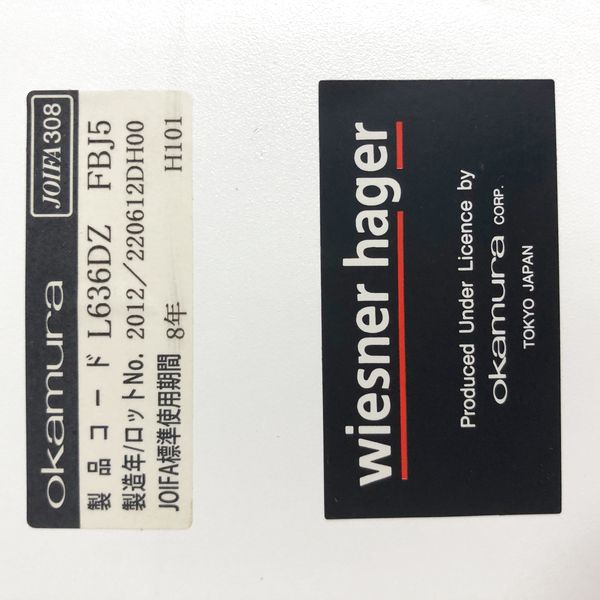 okamura JOIFA308
製品コード L636DZ FBJ5
製造年/ロットNo. 2012/220612DH00
JOIFA標準使用期間 8年 H101
wiesner hager
Produced Under Licence by
okamura CORP.
TOKYO JAPAN